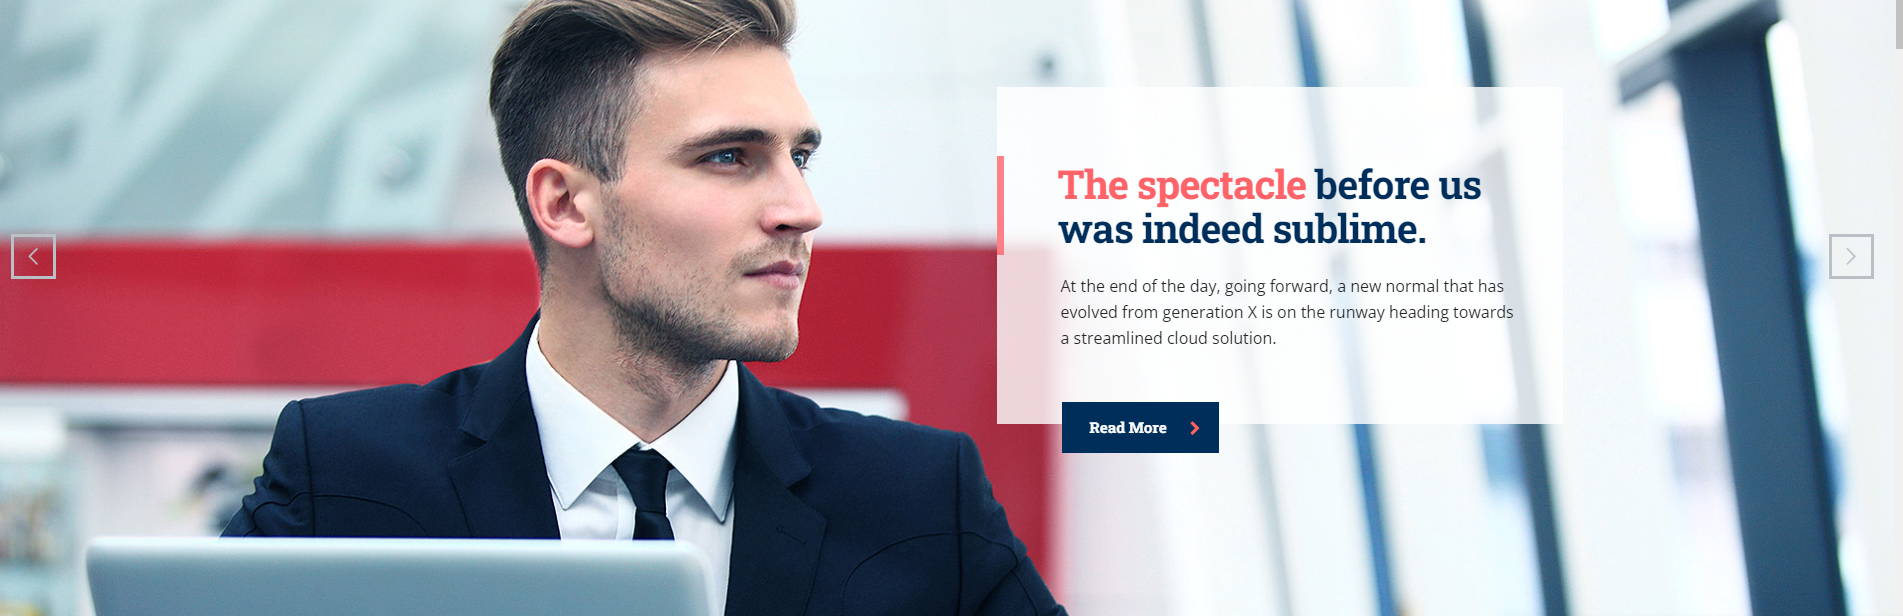 The spectacle before us
was indeed sublime.
At the end of the day, going forward, a new normal that has
evolved from generation X is on the runway heading towards
a streamlined cloud solution.
Read More